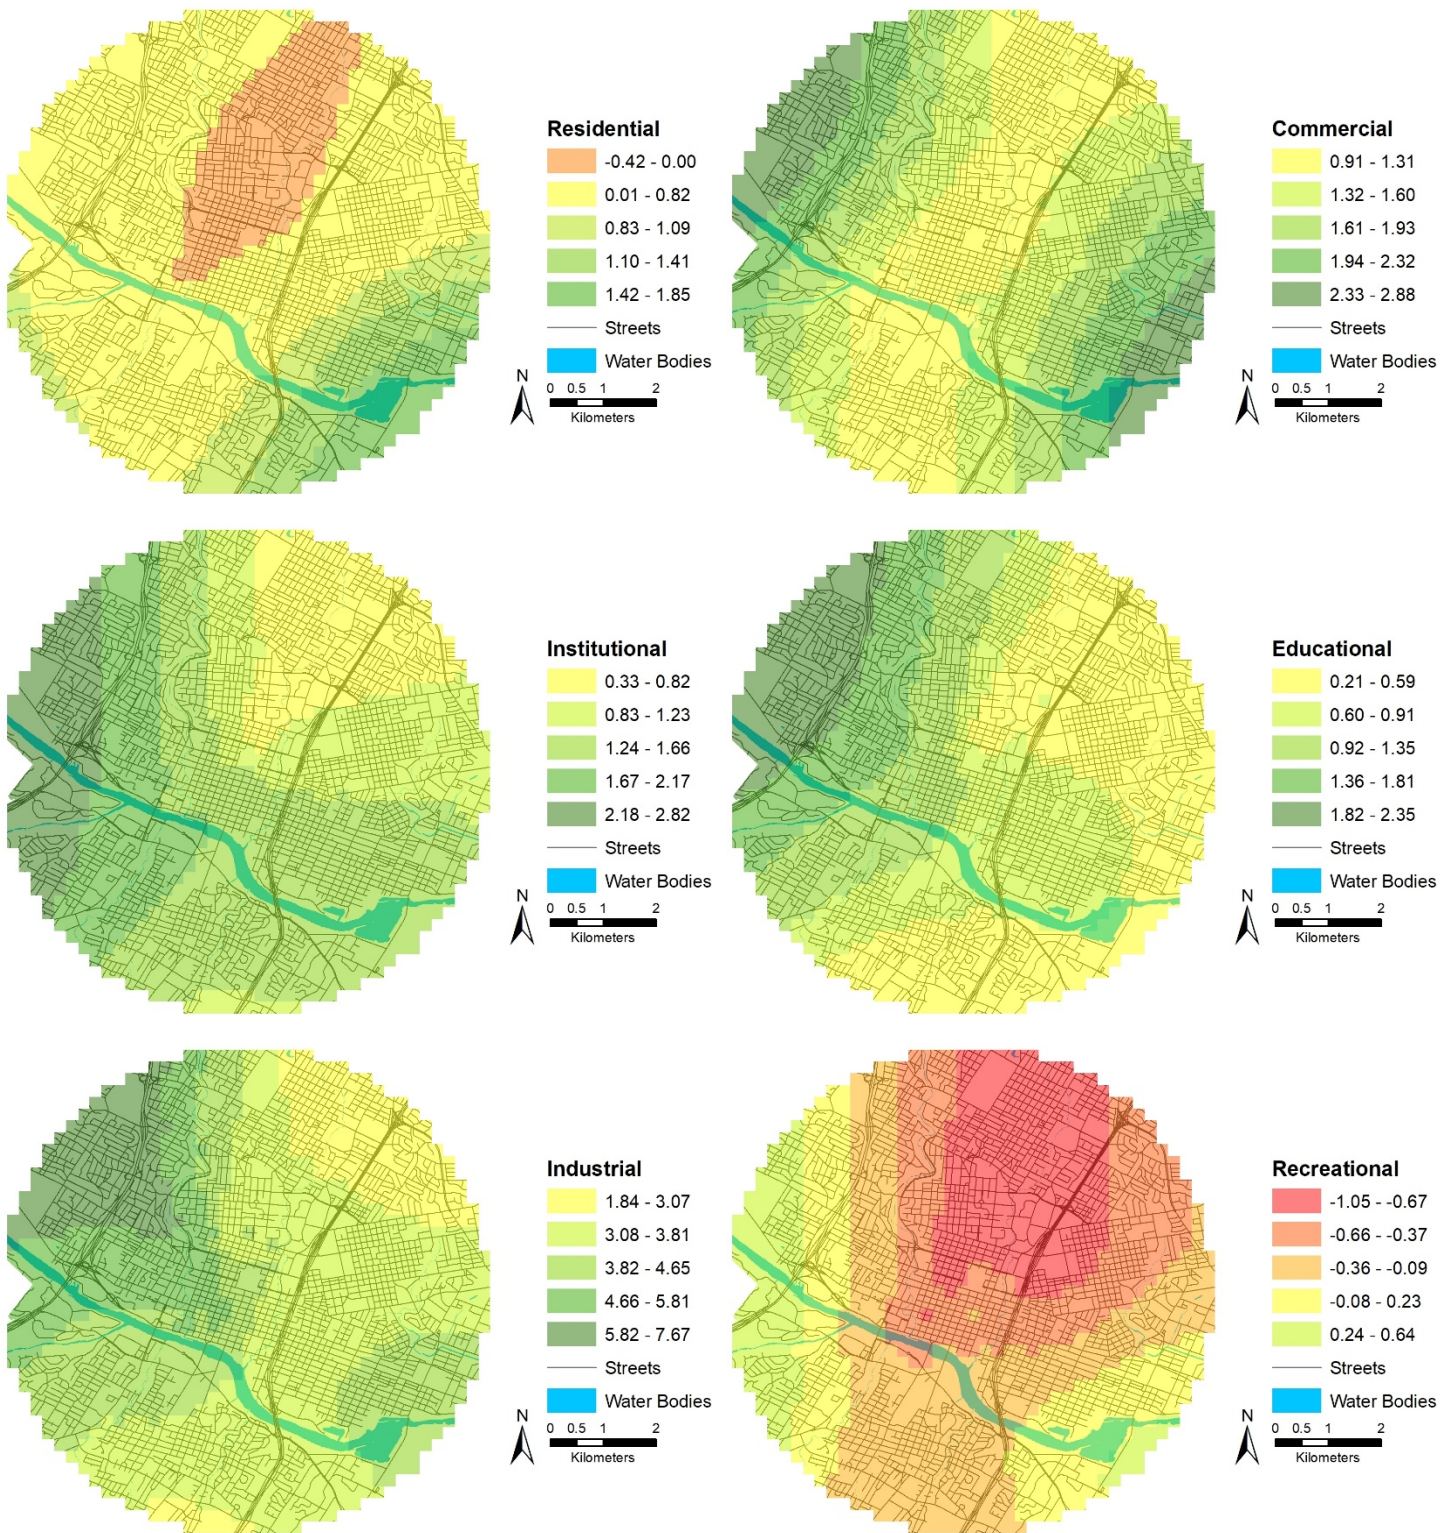 Residential
-0.42 - 0.00
0.01 - 0.82
0.83 - 1.09
1.10 - 1.41
1.42 - 1.85
Streets
Water Bodies
N
0 0.5 1 2
Kilometers
Commercial
0.91 - 1.31
1.32 - 1.60
1.61 - 1.93
1.94 - 2.32
2.33 - 2.88
Streets
Water Bodies
N
0 0.5 1 2
Kilometers
Institutional
0.33 - 0.82
0.83 - 1.23
1.24 - 1.66
1.67 - 2.17
2.18 - 2.82
Streets
Water Bodies
N
0 0.5 1 2
Kilometers
Educational
0.21 - 0.59
0.60 - 0.91
0.92 - 1.35
1.36 - 1.81
1.82 - 2.35
Streets
Water Bodies
N
0 0.5 1 2
Kilometers
Industrial
1.84 - 3.07
3.08 - 3.81
3.82 - 4.65
4.66 - 5.81
5.82 - 7.67
Streets
Water Bodies
N
0 0.5 1 2
Kilometers
Recreational
-1.05 - -0.67
-0.66 - -0.37
-0.36 - -0.09
-0.08 - 0.23
0.24 - 0.64
Streets
Water Bodies
N
0 0.5 1 2
Kilometers